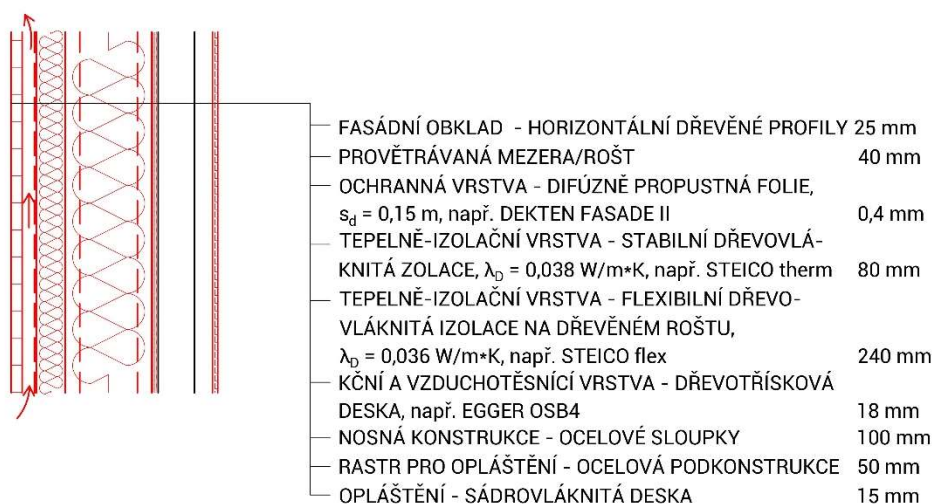 FASÁDNÍ OBKLAD - HORIZONTÁLNÍ DŘEVĚNÉ PROFILY 25 mm
PROVĚTRÁVANÁ MEZERA/ROŠT 40 mm
OCHRANNÁ VRSTVA - DIFÚZNĚ PROPUSTNÁ FOLIE,
s_d = 0,15 m, např. DEKTEN FASADE II 0,4 mm
TEPELNĚ-IZOLAČNÍ VRSTVA - STABILNÍ DŘEVOVLÁ-
KNITÁ ZOLACE, λ_D = 0,038 W/m*K, např. STEICO therm 80 mm
TEPELNĚ-IZOLAČNÍ VRSTVA - FLEXIBILNÍ DŘEVO-
VLÁKNITÁ IZOLACE NA DŘEVĚNÉM ROŠTU,
λ_D = 0,036 W/m*K, např. STEICO flex 240 mm
KČNÍ A VZDUCHOTĚSNÍCÍ VRSTVA - DŘEVOTŘÍSKOVÁ
DESKA, např. EGGER OSB4 18 mm
NOSNÁ KONSTRUKCE - OCELOVÉ SLOUPKY 100 mm
RASTR PRO OPLÁŠTĚNÍ - OCELOVÁ PODKONSTRUKCE 50 mm
OPLÁŠTĚNÍ - SÁDROVLÁKNITÁ DESKA 15 mm